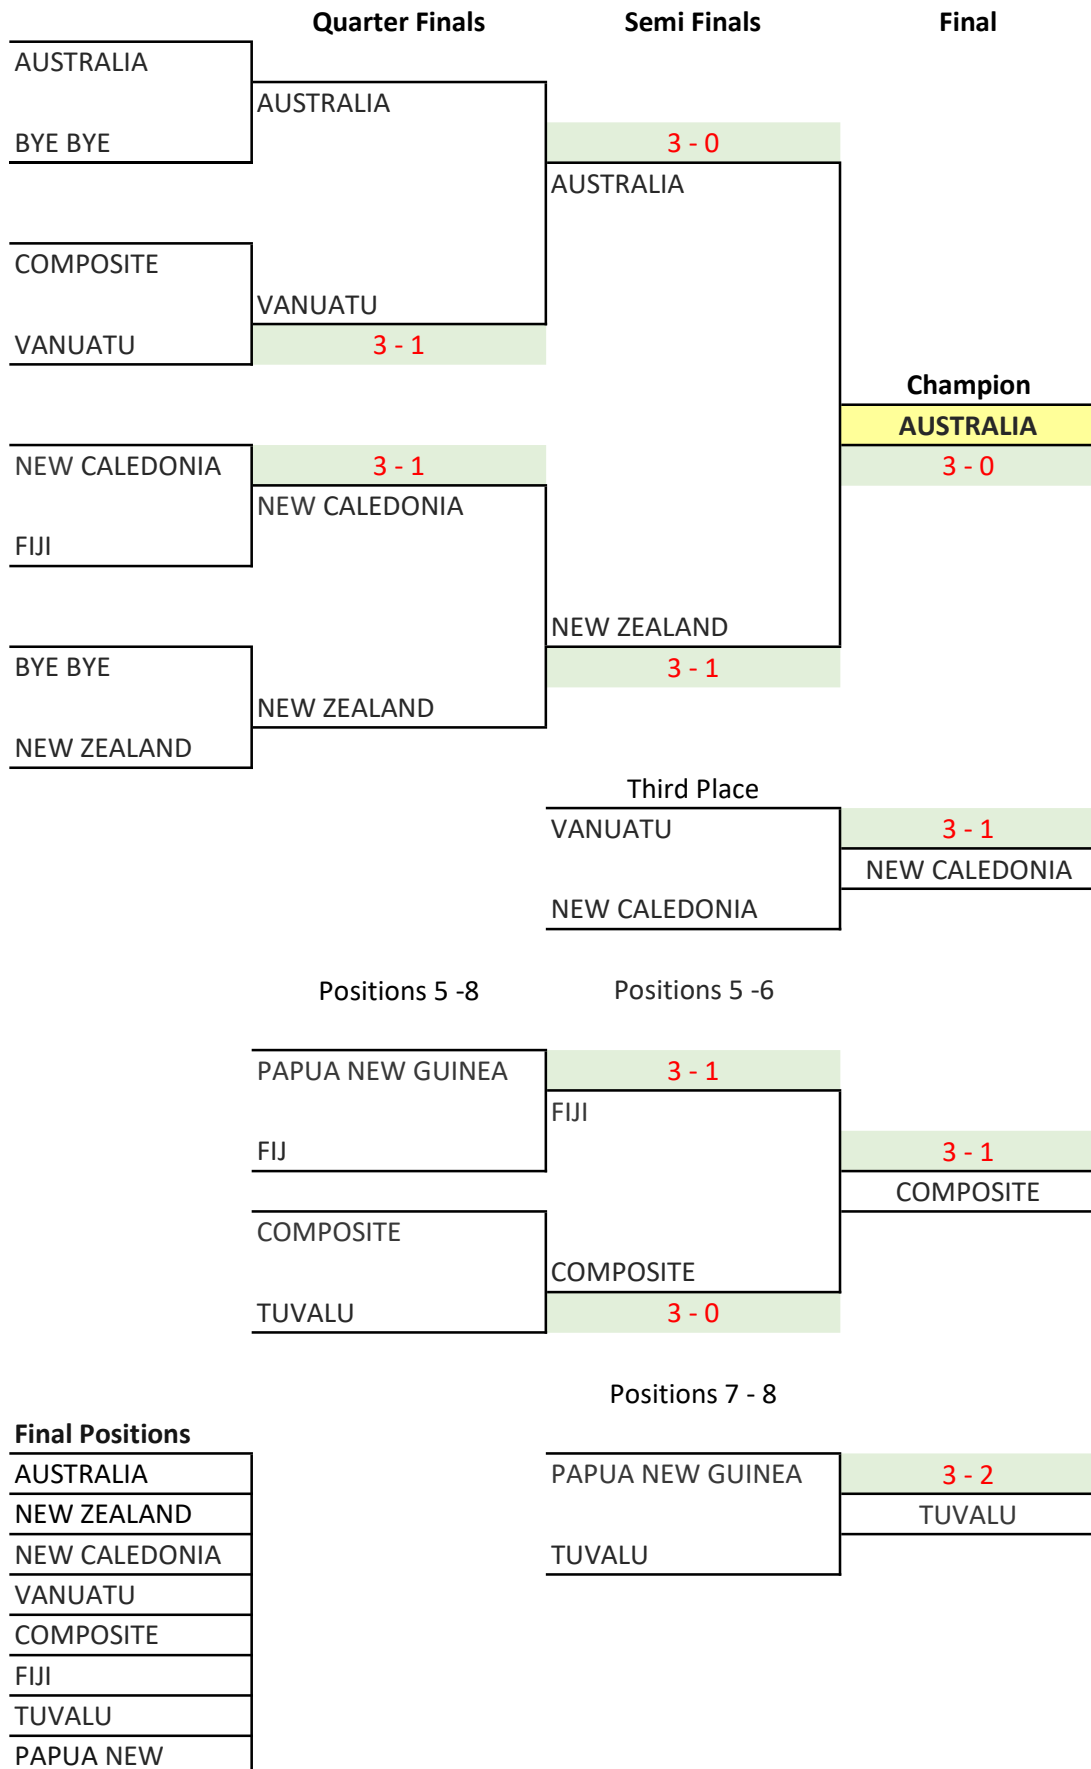 Quarter Finals Semi Finals Final
AUSTRALIA
AUSTRALIA
BYE BYE 3 - 0
AUSTRALIA
COMPOSITE
VANUATU
VANUATU 3 - 1
Champion
AUSTRALIA
NEW CALEDONIA 3 - 1 3 - 0
NEW CALEDONIA
FIJI
NEW ZEALAND
BYE BYE 3 - 1
NEW ZEALAND
NEW ZEALAND
Third Place
VANUATU 3 - 1
NEW CALEDONIA
NEW CALEDONIA
Positions 5 -8 Positions 5 -6
PAPUA NEW GUINEA 3 - 1
FIJI
FIJ 3 - 1
COMPOSITE
COMPOSITE
COMPOSITE
TUVALU 3 - 0
Positions 7 - 8
Final Positions
AUSTRALIA PAPUA NEW GUINEA 3 - 2
NEW ZEALAND TUVALU
NEW CALEDONIA TUVALU
VANUATU
COMPOSITE
FIJI
TUVALU
PAPUA NEW